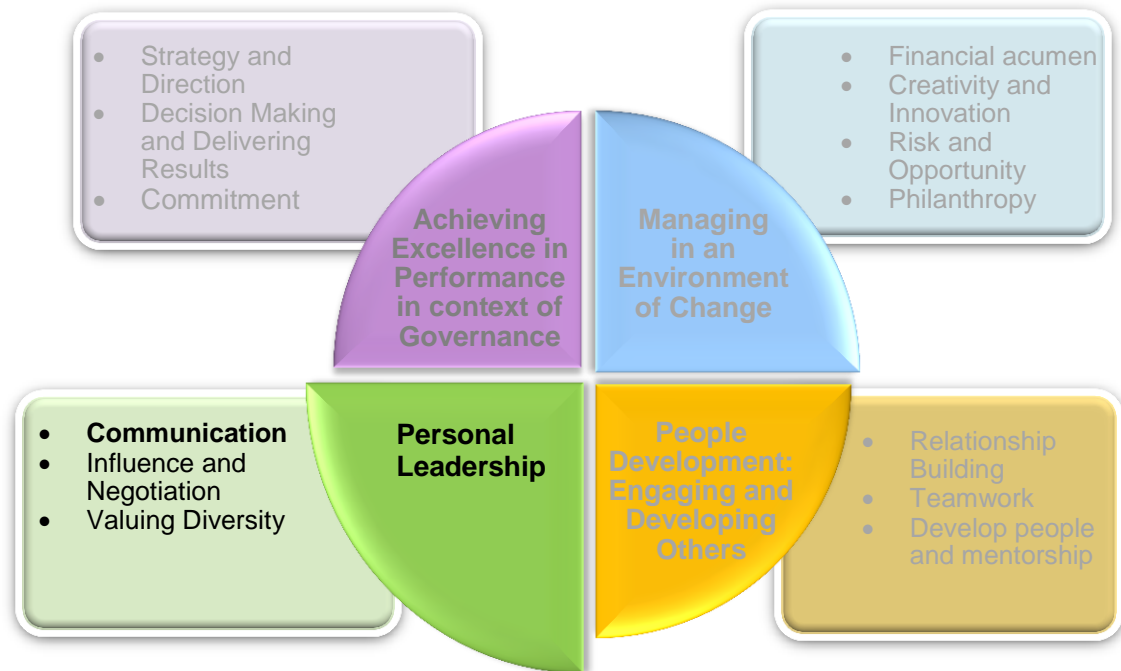 • Strategy and
Direction
• Decision Making
and Delivering
Results
• Commitment
• Financial acumen
• Creativity and
Innovation
• Risk and
Opportunity
• Philanthropy
Achieving
Excellence in
Performance
in context of
Governance
Managing
in an
Environment
of Change
• Communication
• Influence and
Negotiation
• Valuing Diversity
Personal
Leadership
People
Development:
Engaging and
Developing
Others
• Relationship
Building
• Teamwork
• Develop people
and mentorship